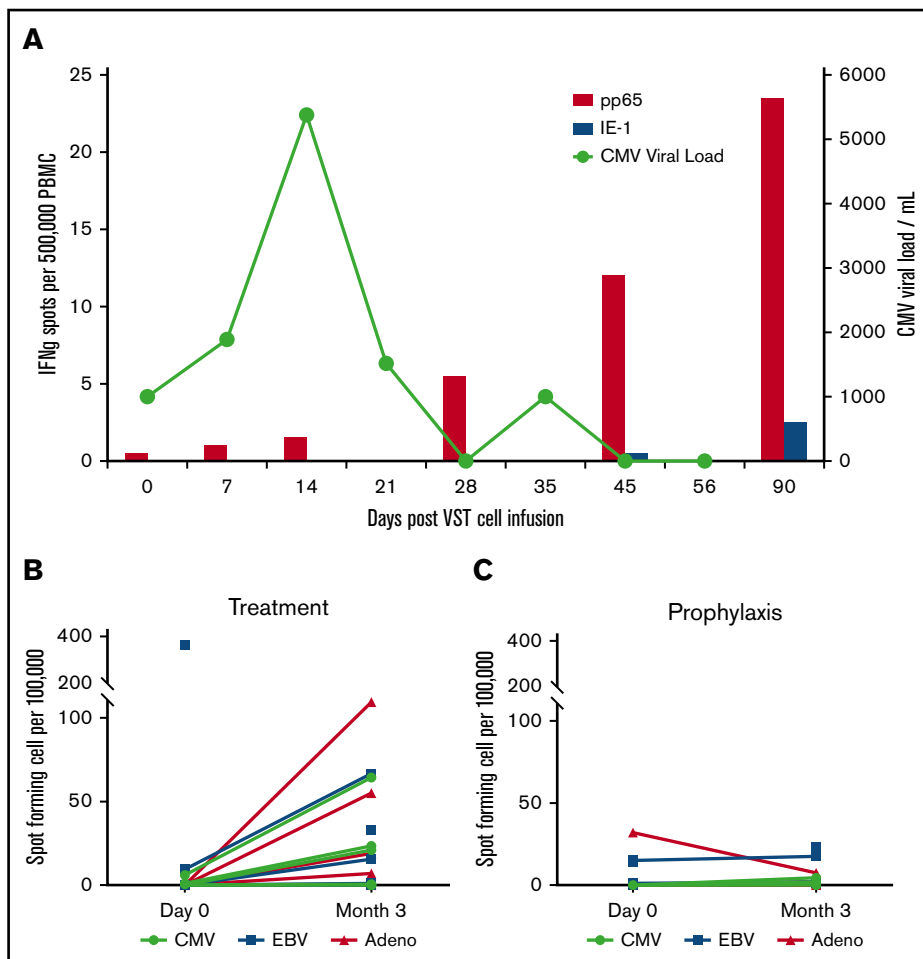 A
IFNg spots per 500,000 PBMC
25
20
15
10
5
0
pp65
IE-1
CMV Viral Load
6000
5000
4000
3000
2000
1000
0
CMV viral load / mL
0 7 14 21 28 35 45 56 90
Days post VST cell infusion
B
Treatment
Spot forming cell per 100,000
400
200
100
50
0
Day 0 Month 3
CMV EBV Adeno
C
Prophylaxis
Spot forming cell per 100,000
400
200
100
50
0
Day 0 Month 3
CMV EBV Adeno